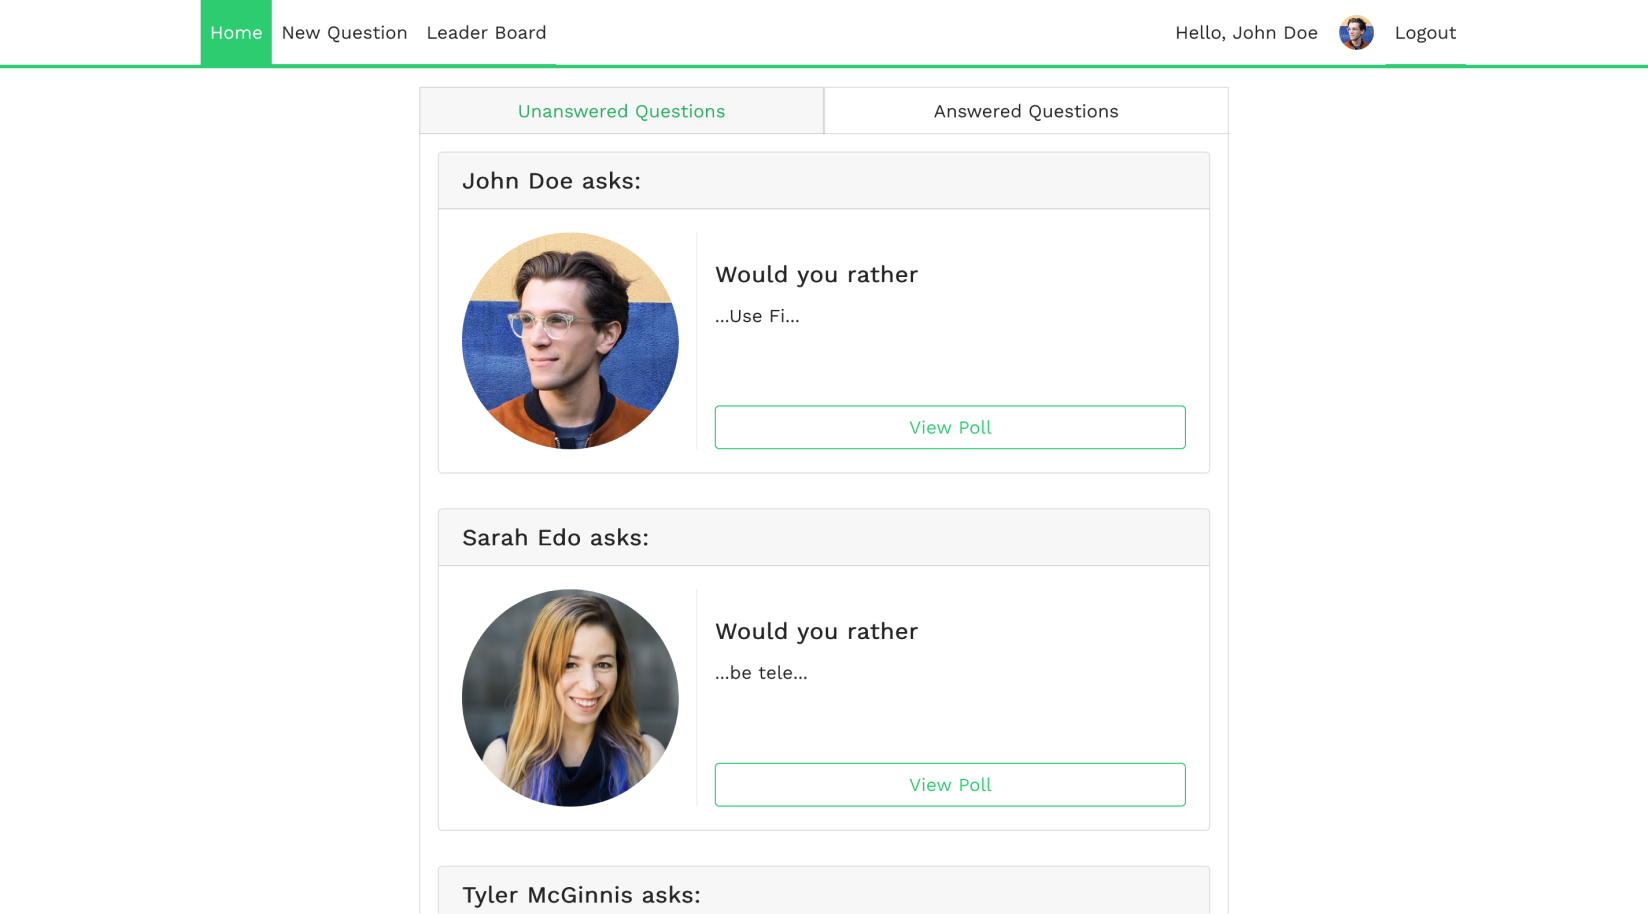 Home New Question Leader Board Hello, John Doe Logout
Unanswered Questions Answered Questions
John Doe asks:
Would you rather
...Use Fi...
View Poll
Sarah Edo asks:
Would you rather
...be tele...
View Poll
Tyler McGinnis asks: